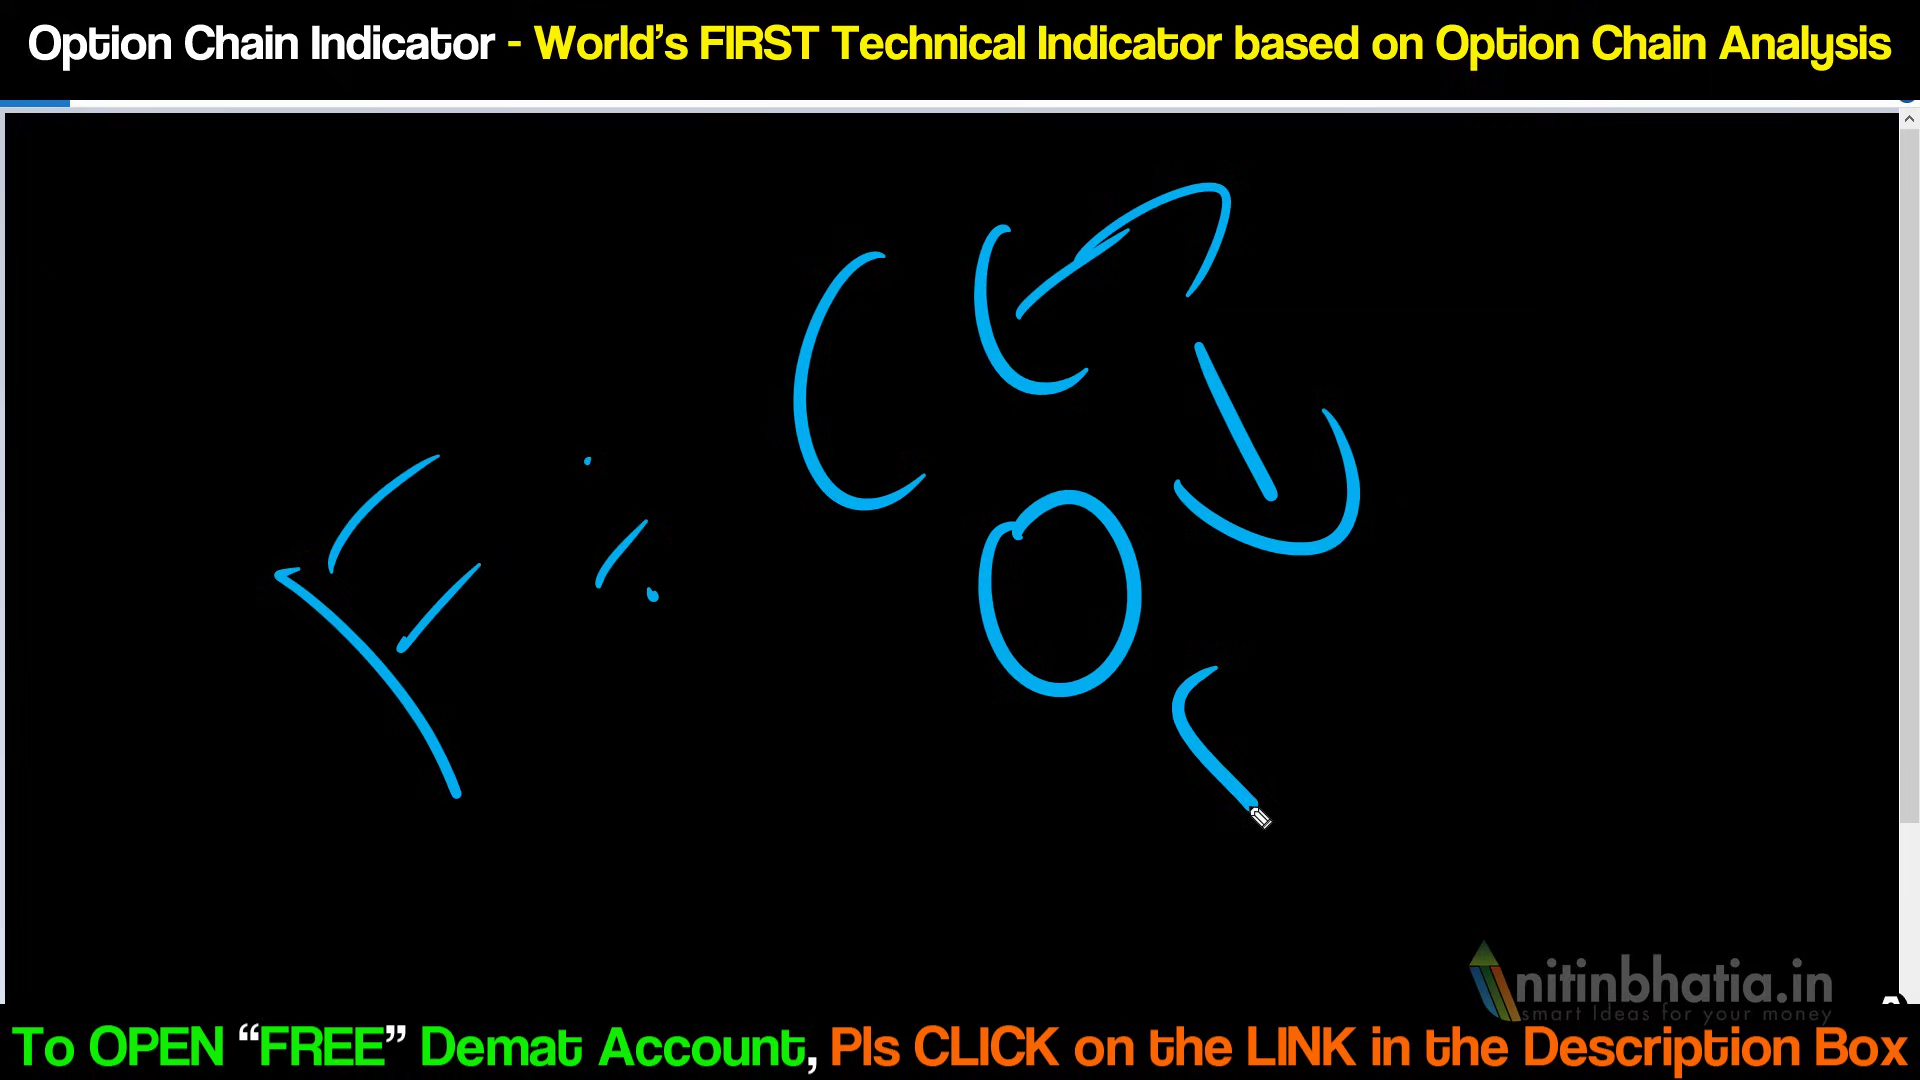 Option Chain Indicator - World's FIRST Technical Indicator based on Option Chain Analysis
nitinbhatia.in
smart Ideas for your money
To OPEN “FREE” Demat Account, Pls CLICK on the LINK in the Description Box